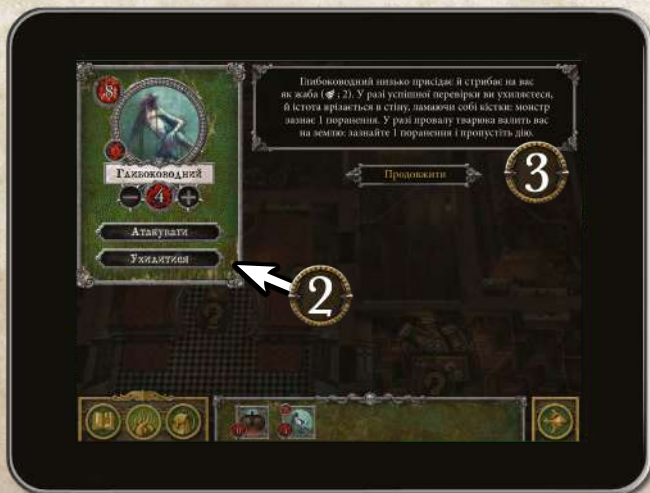 8
Глибоководний
4
Атакувати
Ухилитися
Глибоководний низько присідає й стрибає на вас
як жаба ( ; 2). У разі успішної перевірки ви ухиляєтеся,
й істота врізається в стіну, ламаючи собі кістки: монстр
зазнає 1 поранення. У разі провалу тварюка валить вас
на землю: зазнайте 1 поранення і пропустіть дію.
Продовжити
3
2